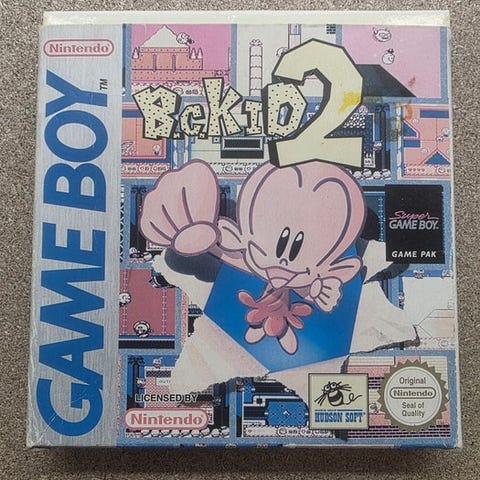 Nintendo
GAME BOY
TM
B.C.KID
2
Super
GAME BOY
GAME PAK
LICENSED BY
Nintendo
HUDSON SOFT
Original
Nintendo
Seal of
Quality